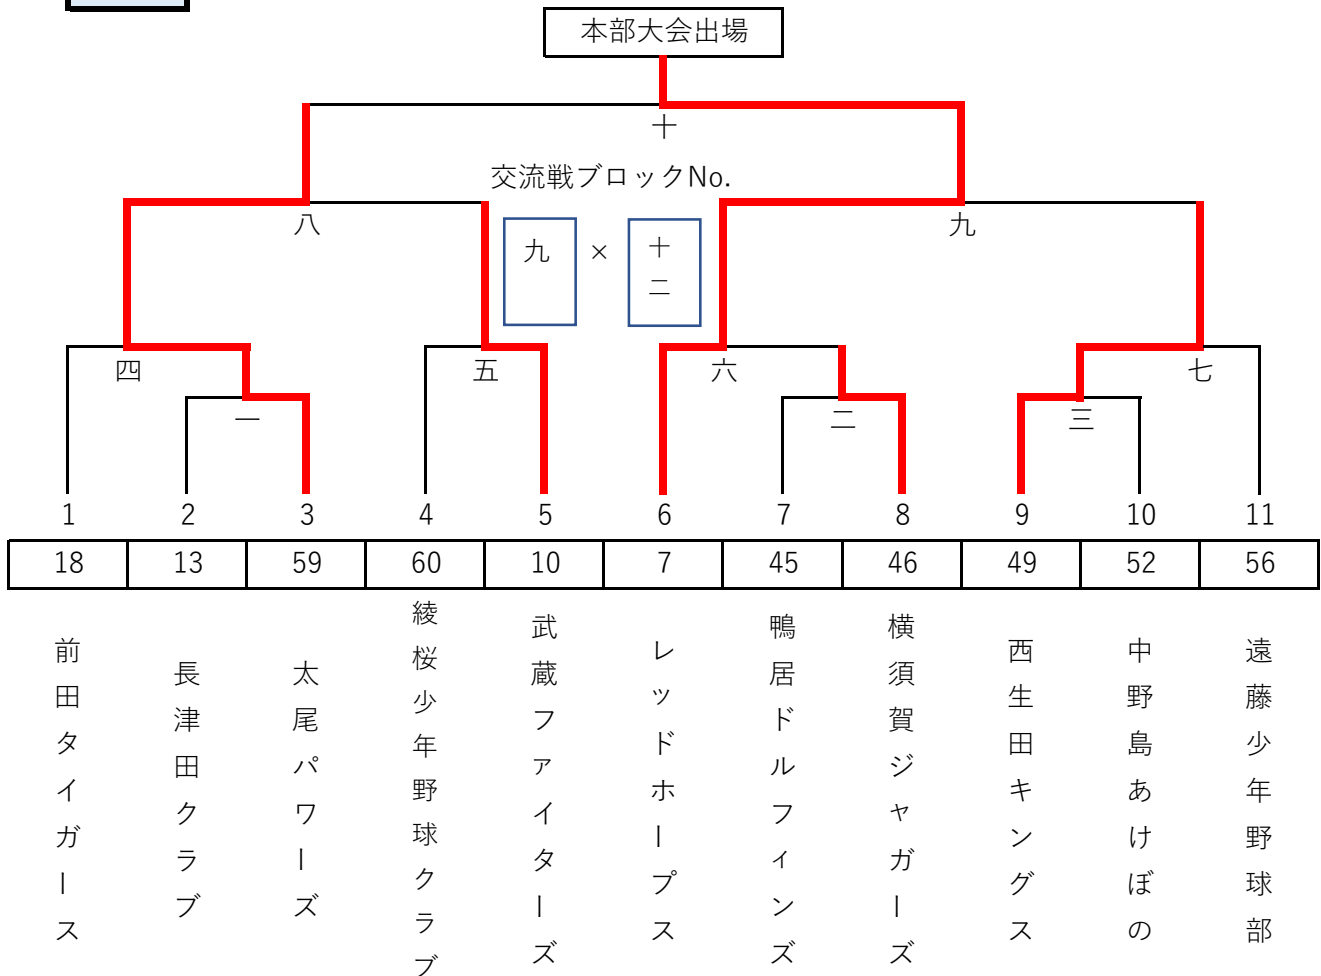 本部大会出場
十
交流戦ブロックNo.
八
九
九 × 十二
四
五
六
七
一
二
三
1 2 3 4 5 6 7 8 9 10 11
18 13 59 60 10 7 45 46 49 52 56
前田タイガース
長津田クラブ
太尾パワーズ
綾桜少年野球クラブ
武蔵ファイターズ
レッドホープス
鴨居ドルフィンズ
横須賀ジャガーズ
西生田キングス
中野島あけぼの
遠藤少年野球部